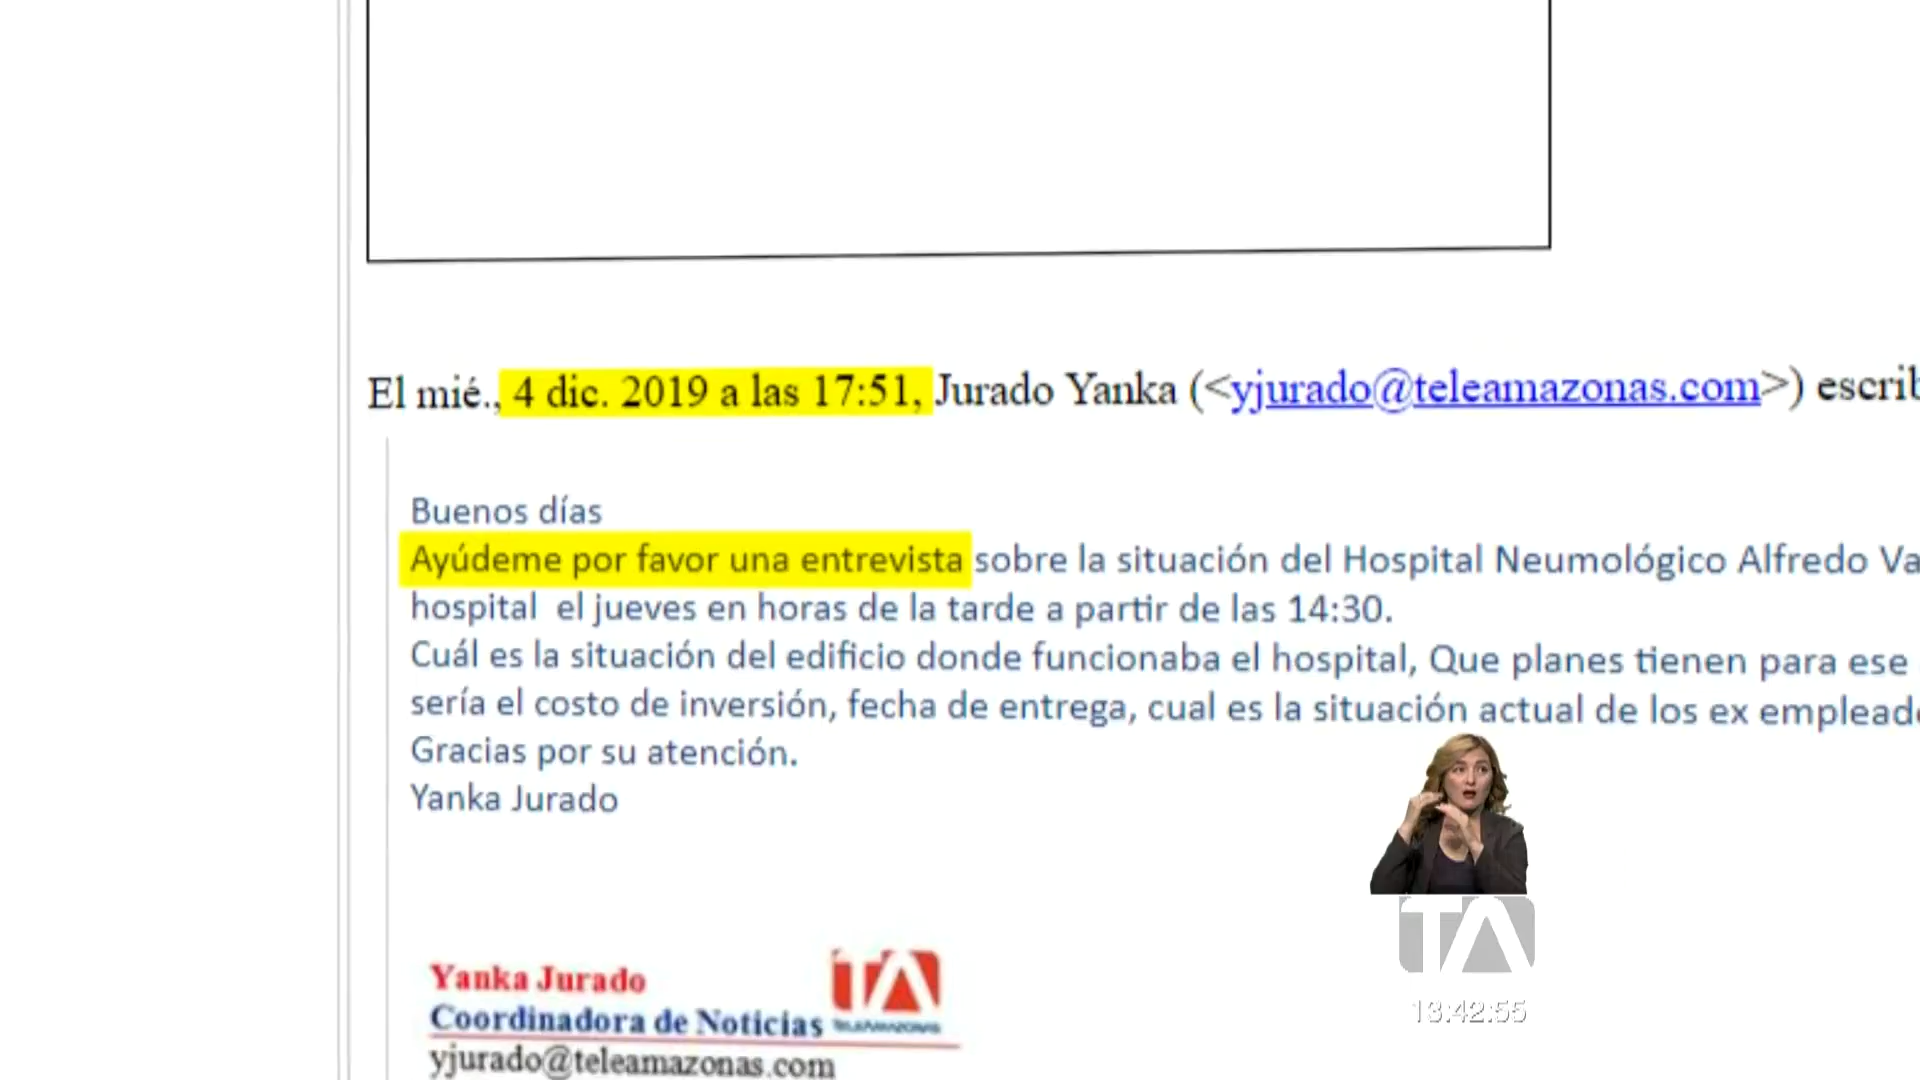 El mié., 4 dic. 2019 a las 17:51, Jurado Yanka (<yjurado@teleamazonas.com>) escrib
Buenos días
Ayúdeme por favor una entrevista sobre la situación del Hospital Neumológico Alfredo Va
hospital el jueves en horas de la tarde a partir de las 14:30.
Cuál es la situación del edificio donde funcionaba el hospital, Que planes tienen para ese
sería el costo de inversión, fecha de entrega, cual es la situación actual de los ex emplead
Gracias por su atención.
Yanka Jurado
Yanka Jurado
Coordinadora de Noticias
yjurado@teleamazonas.com
TA
TELEAMAZONAS
TA
13:42:55